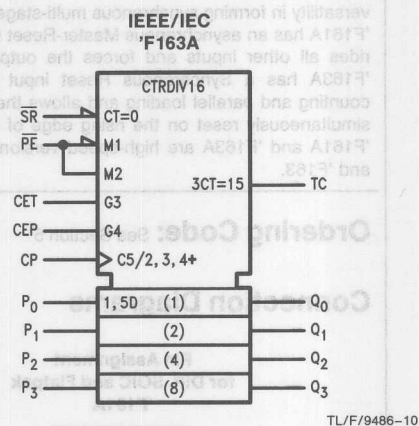 IEEE/IEC
'F163A
CTRDIV16
SR CT=0
PE M1
M2
3CT=15 TC
CET G3
CEP G4
CP C5/2, 3, 4+
P0 1, 5D (1) Q0
P1 (2) Q1
P2 (4) Q2
P3 (8) Q3
TL/F/9486–10